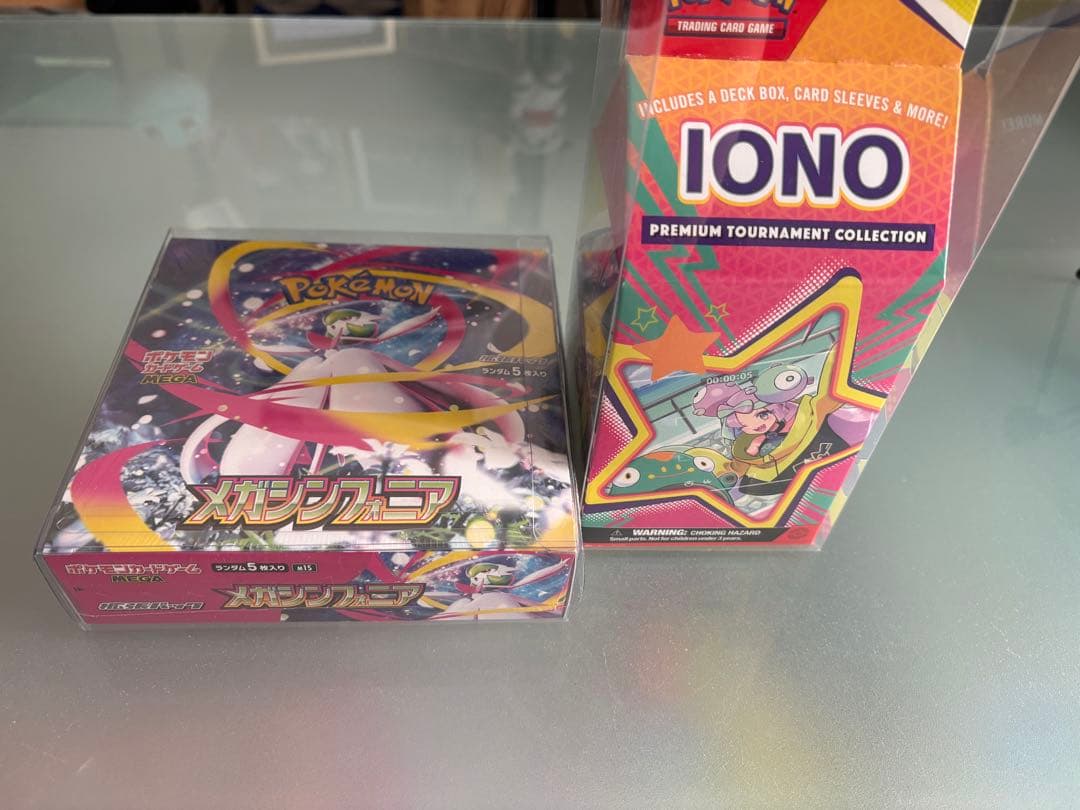 POKÉMON
ポケモン
カードゲーム
MEGA
拡張パック
ランダム5枚入り
メガシンフォニア
ポケモンカードゲーム
MEGA
ランダム5枚入り M1S
拡張パック
メガシンフォニア
POKÉMON
TRADING CARD GAME
INCLUDES A DECK BOX, CARD SLEEVES & MORE!
IONO
PREMIUM TOURNAMENT COLLECTION
00:00:05
WARNING: CHOKING HAZARD
Small parts. Not for children under 3 years.
MORE!